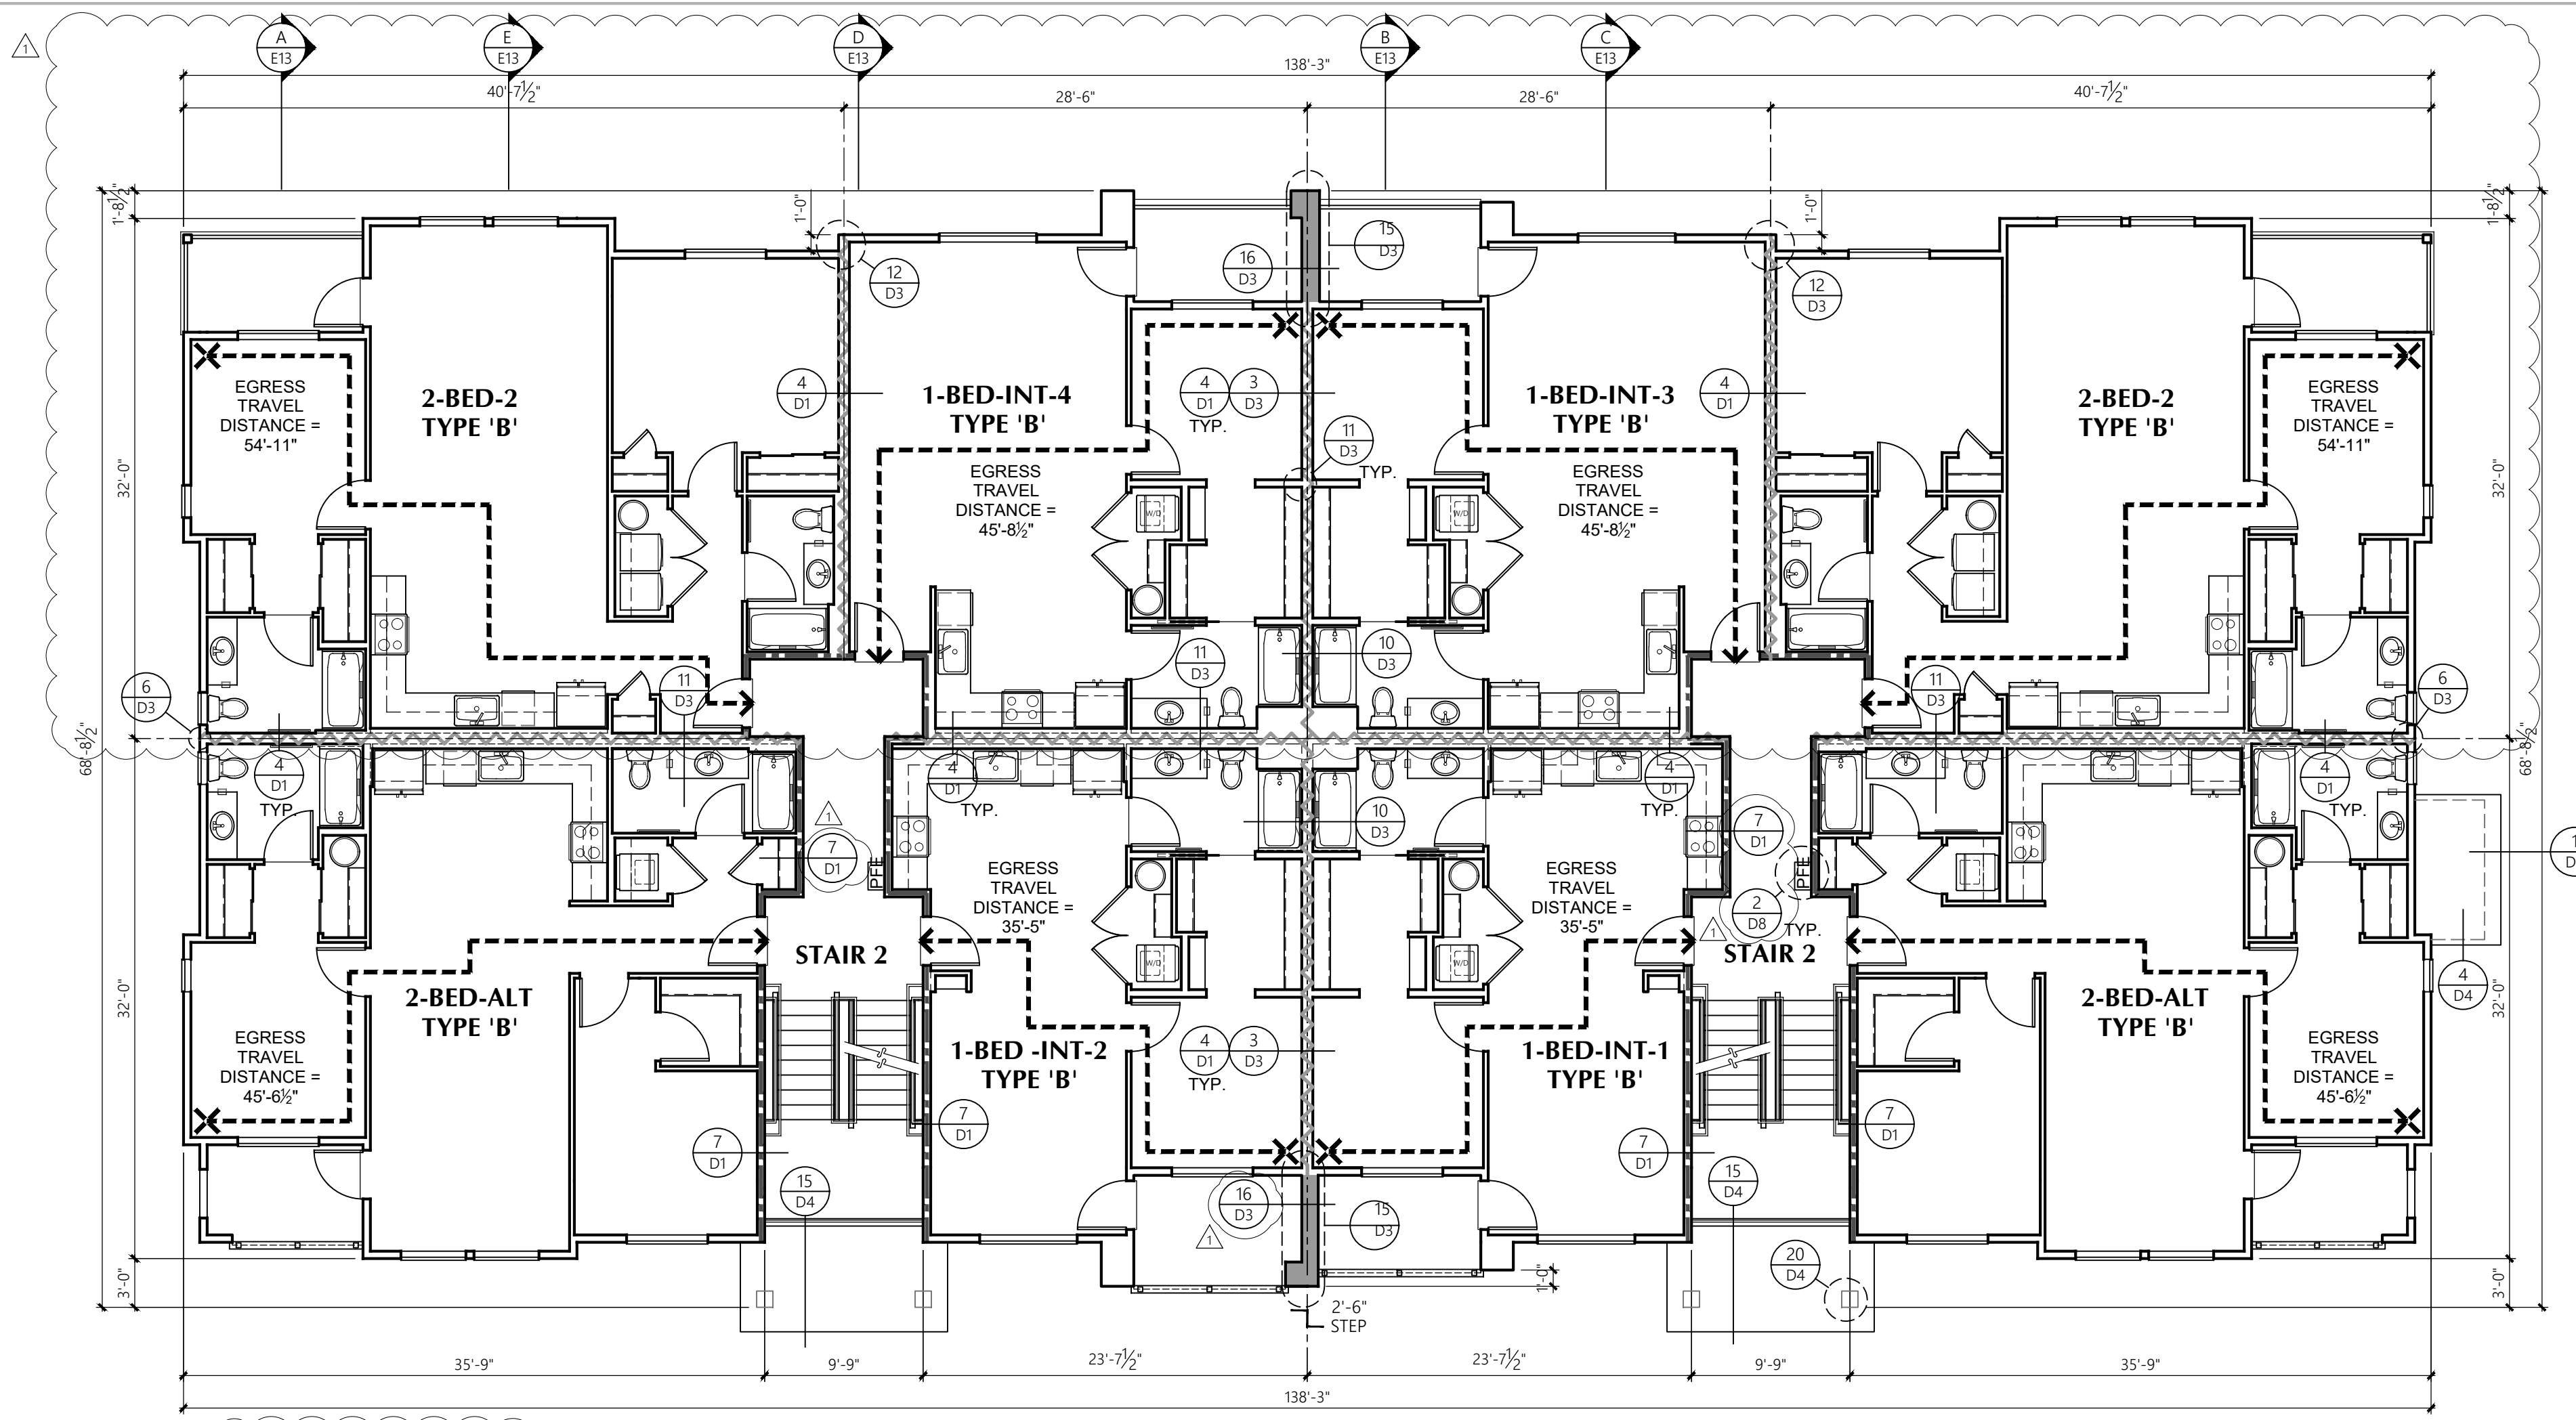 A
E13
E
E13
D
E13
B
E13
C
E13
1
138'-3"
40'-7½"
28'-6"
28'-6"
40'-7½"
1'-8½"
1'-0"
1'-0"
1'-8½"
15
D3
16
D3
12
D3
12
D3
EGRESS
TRAVEL
DISTANCE =
54'-11"
2-BED-2
TYPE 'B'
4
D1
1-BED-INT-4
TYPE 'B'
4
D1
3
D3
TYP.
1-BED-INT-3
TYPE 'B'
4
D1
2-BED-2
TYPE 'B'
EGRESS
TRAVEL
DISTANCE =
54'-11"
11
D3
TYP.
32'-0"
EGRESS
TRAVEL
DISTANCE =
45'-8½"
EGRESS
TRAVEL
DISTANCE =
45'-8½"
32'-0"
W/D
W/D
6
D3
11
D3
11
D3
10
D3
11
D3
6
D3
68'-8½"
68'-8½"
4
D1
TYP.
4
D1
TYP.
4
D1
TYP.
4
D1
TYP.
1
7
D1
PFE
10
D3
7
D1
PFE
1
D
EGRESS
TRAVEL
DISTANCE =
35'-5"
EGRESS
TRAVEL
DISTANCE =
35'-5"
2
D8
TYP.
1
STAIR 2
STAIR 2
W/D
W/D
4
D4
32'-0"
32'-0"
2-BED-ALT
TYPE 'B'
2-BED-ALT
TYPE 'B'
EGRESS
TRAVEL
DISTANCE =
45'-6½"
1-BED -INT-2
TYPE 'B'
4
D1
3
D3
TYP.
1-BED-INT-1
TYPE 'B'
EGRESS
TRAVEL
DISTANCE =
45'-6½"
7
D1
7
D1
7
D1
7
D1
15
D4
16
D3
1
15
D3
15
D4
20
D4
3'-0"
1'-0"
3'-0"
2'-6"
STEP
35'-9"
9'-9"
23'-7½"
23'-7½"
9'-9"
35'-9"
138'-3"